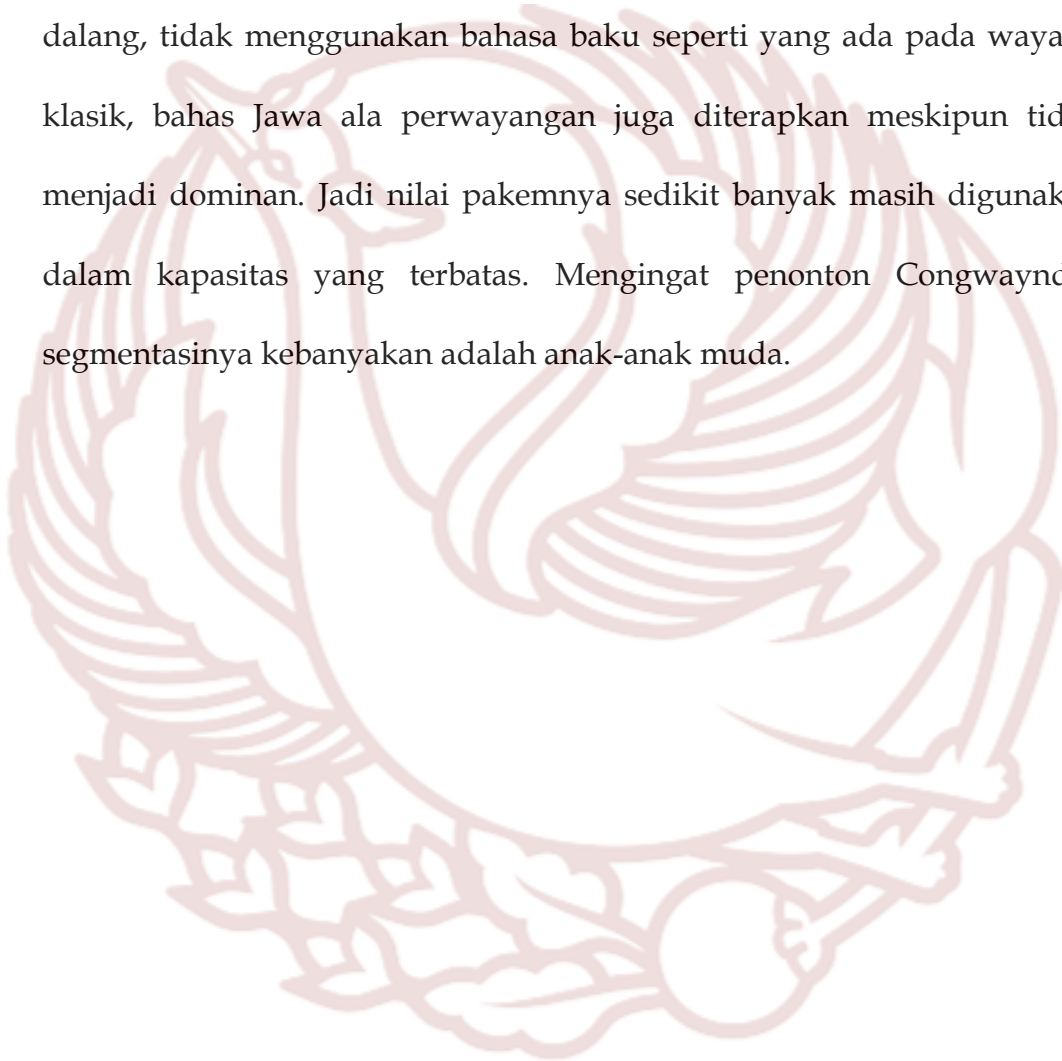 dalang, tidak menggunakan bahasa baku seperti yang ada pada waya
klasik, bahas Jawa ala perwayangan juga diterapkan meskipun tid
menjadi dominan. Jadi nilai pakemnya sedikit banyak masih digunak
dalam kapasitas yang terbatas. Mengingat penonton Congwaynd
segmentasinya kebanyakan adalah anak-anak muda.